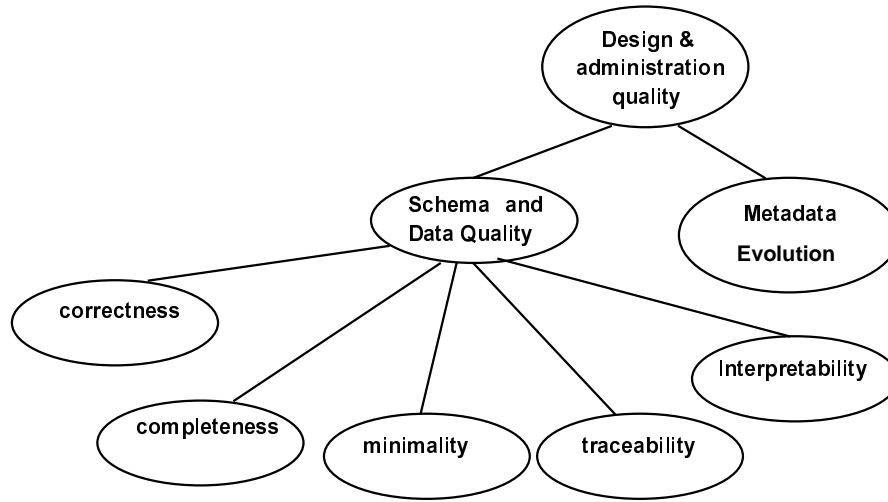 Design &
administration
quality
Schema and
Data Quality
Metadata
Evolution
correctness
Interpretability
completeness
minimality
traceability